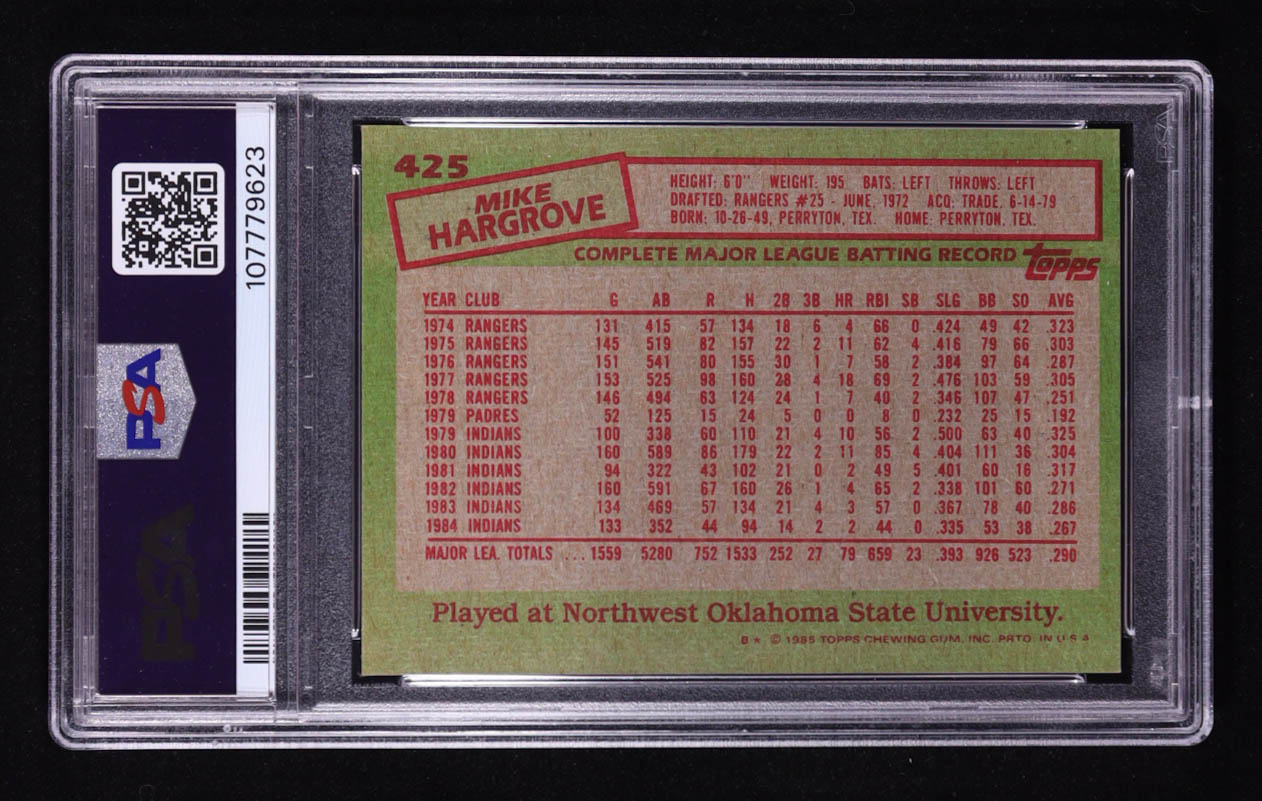 425
MIKE
HARGROVE
HEIGHT: 6'0" WEIGHT: 195 BATS: LEFT THROWS: LEFT
DRAFTED: RANGERS #25 - JUNE, 1972 ACQ: TRADE, 6-14-79
BORN: 10-26-49, PERRYTON, TEX. HOME: PERRYTON, TEX.
COMPLETE MAJOR LEAGUE BATTING RECORD topps
YEAR CLUB G AB R H 2B 3B HR RBI SB SLG BB SO AVG
1974 RANGERS 131 415 57 134 18 6 4 66 0 .424 49 42 .323
1975 RANGERS 145 519 82 157 22 2 11 62 4 .416 79 66 .303
1976 RANGERS 151 541 80 155 30 1 7 58 2 .384 97 64 .287
1977 RANGERS 153 525 98 160 28 4 18 69 2 .476 103 59 .305
1978 RANGERS 146 494 63 124 24 1 7 40 2 .346 107 47 .251
1979 PADRES 52 125 15 24 5 0 0 8 0 .232 25 15 .192
1979 INDIANS 100 338 60 110 21 4 10 56 2 .500 63 40 .325
1980 INDIANS 160 589 86 179 22 2 11 85 4 .404 111 36 .304
1981 INDIANS 94 322 43 102 21 0 2 49 5 .401 60 16 .317
1982 INDIANS 160 591 67 160 26 1 4 65 2 .338 101 60 .271
1983 INDIANS 134 469 57 134 21 4 3 57 0 .367 78 40 .286
1984 INDIANS 133 352 44 94 14 2 2 44 0 .335 53 38 .267
MAJOR LEA. TOTALS ... 1559 5280 752 1533 252 27 79 659 23 .393 926 523 .290
Played at Northwest Oklahoma State University.
B * © 1985 TOPPS CHEWING GUM, INC. PRTD. IN U S A
107779623
PSA
PSA
PSA